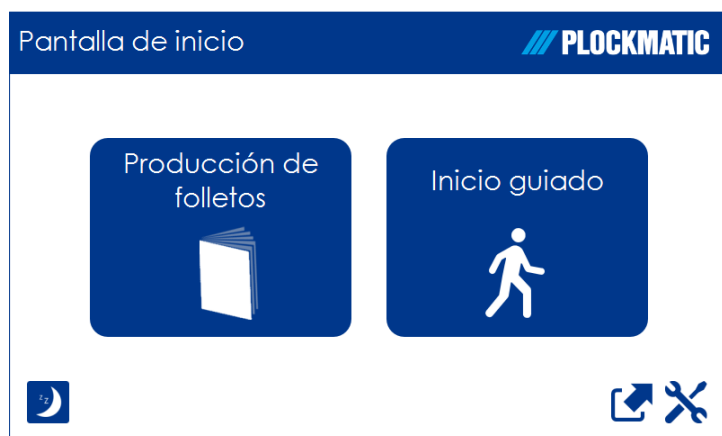 Pantalla de inicio
PLOCKMATIC
Producción de
folletos
Inicio guiado
z z